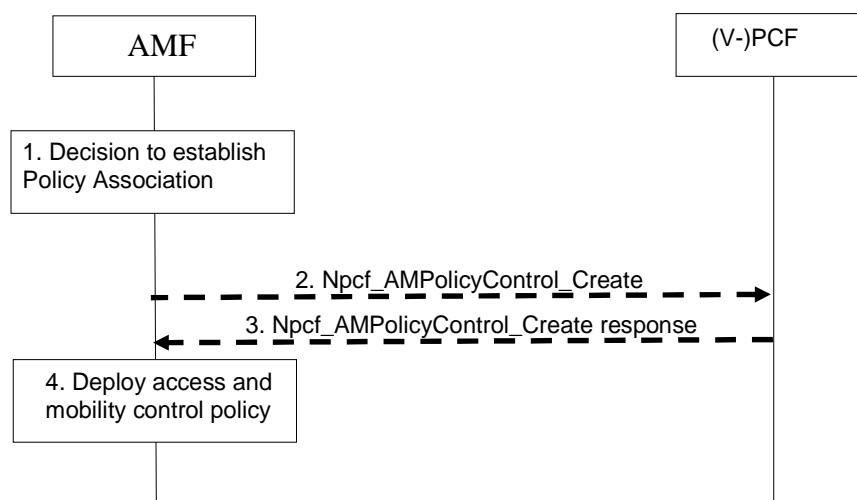 AMF
(V-)PCF
1. Decision to establish
Policy Association
2. Npcf_AMPolicyControl_Create
3. Npcf_AMPolicyControl_Create response
4. Deploy access and
mobility control policy